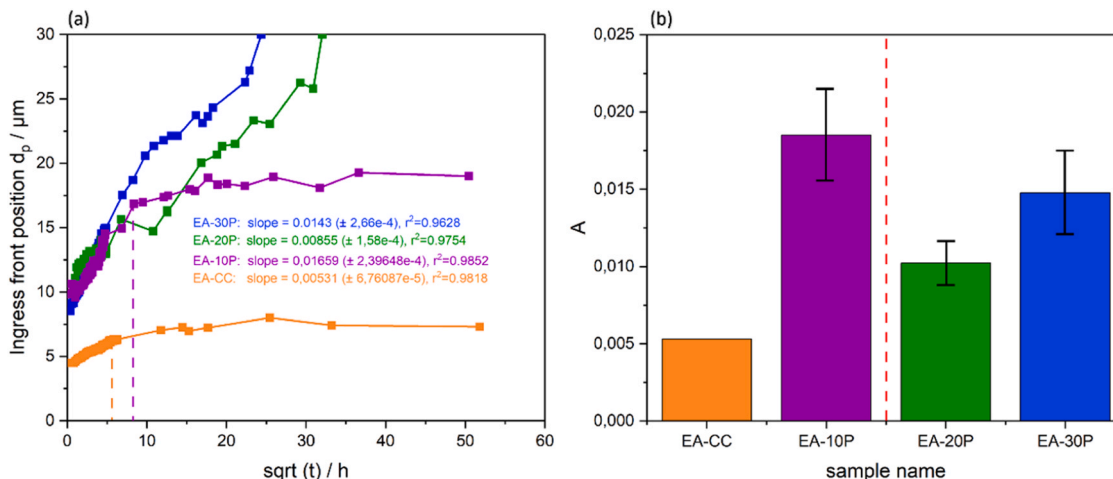 (a)
30
25
20
15
10
5
0
Ingress front position dp / µm
EA-30P: slope = 0.0143 (± 2,66e-4), r²=0.9628
EA-20P: slope = 0.00855 (± 1,58e-4), r²=0.9754
EA-10P: slope = 0,01659 (± 2,39648e-4), r²=0.9852
EA-CC: slope = 0,00531 (± 6,76087e-5), r²=0.9818
0 10 20 30 40 50 60
sqrt (t) / h
(b)
0,025
0,020
0,015
0,010
0,005
0,000
A
EA-CC EA-10P EA-20P EA-30P
sample name